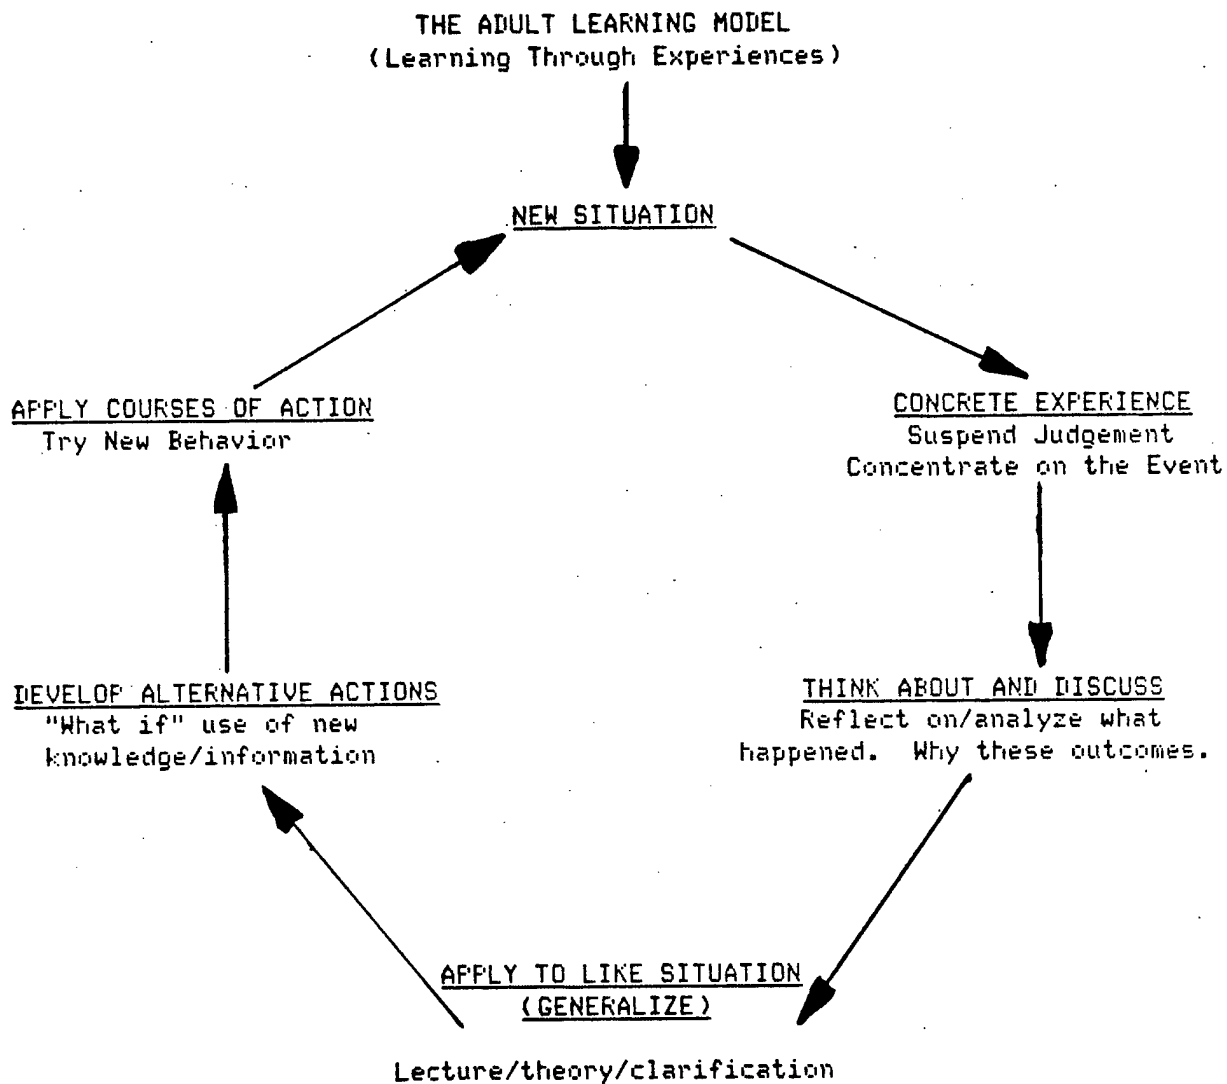 THE ADULT LEARNING MODEL
(Learning Through Experiences)
NEW SITUATION
CONCRETE EXPERIENCE
Suspend Judgement
Concentrate on the Event
THINK ABOUT AND DISCUSS
Reflect on/analyze what
happened. Why these outcomes.
APPLY TO LIKE SITUATION
(GENERALIZE)
Lecture/theory/clarification
DEVELOP ALTERNATIVE ACTIONS
"What if" use of new
knowledge/information
APPLY COURSES OF ACTION
Try New Behavior